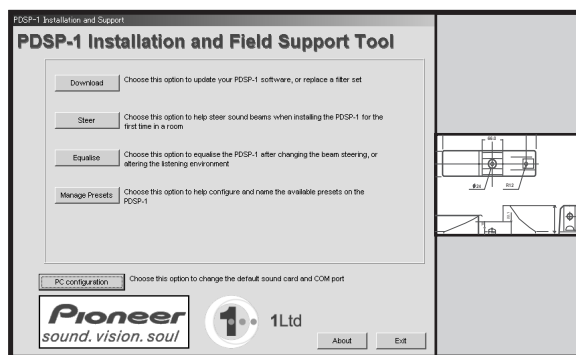 PDSP-1 Installation and Support
PDSP-1 Installation and Field Support Tool
Download
Choose this option to update your PDSP-1 software, or replace a filter set
Steer
Choose this option to help steer sound beams when installing the PDSP-1 for the
first time in a room
Equalise
Choose this option to equalise the PDSP-1 after changing the beam steering, or
altering the listening environment
Manage Presets
Choose this option to help configure and name the available presets on the
PDSP-1
PC configuration
Choose this option to change the default sound card and COM port
Pioneer
sound. vision. soul
1
1Ltd
About
Exit
R12